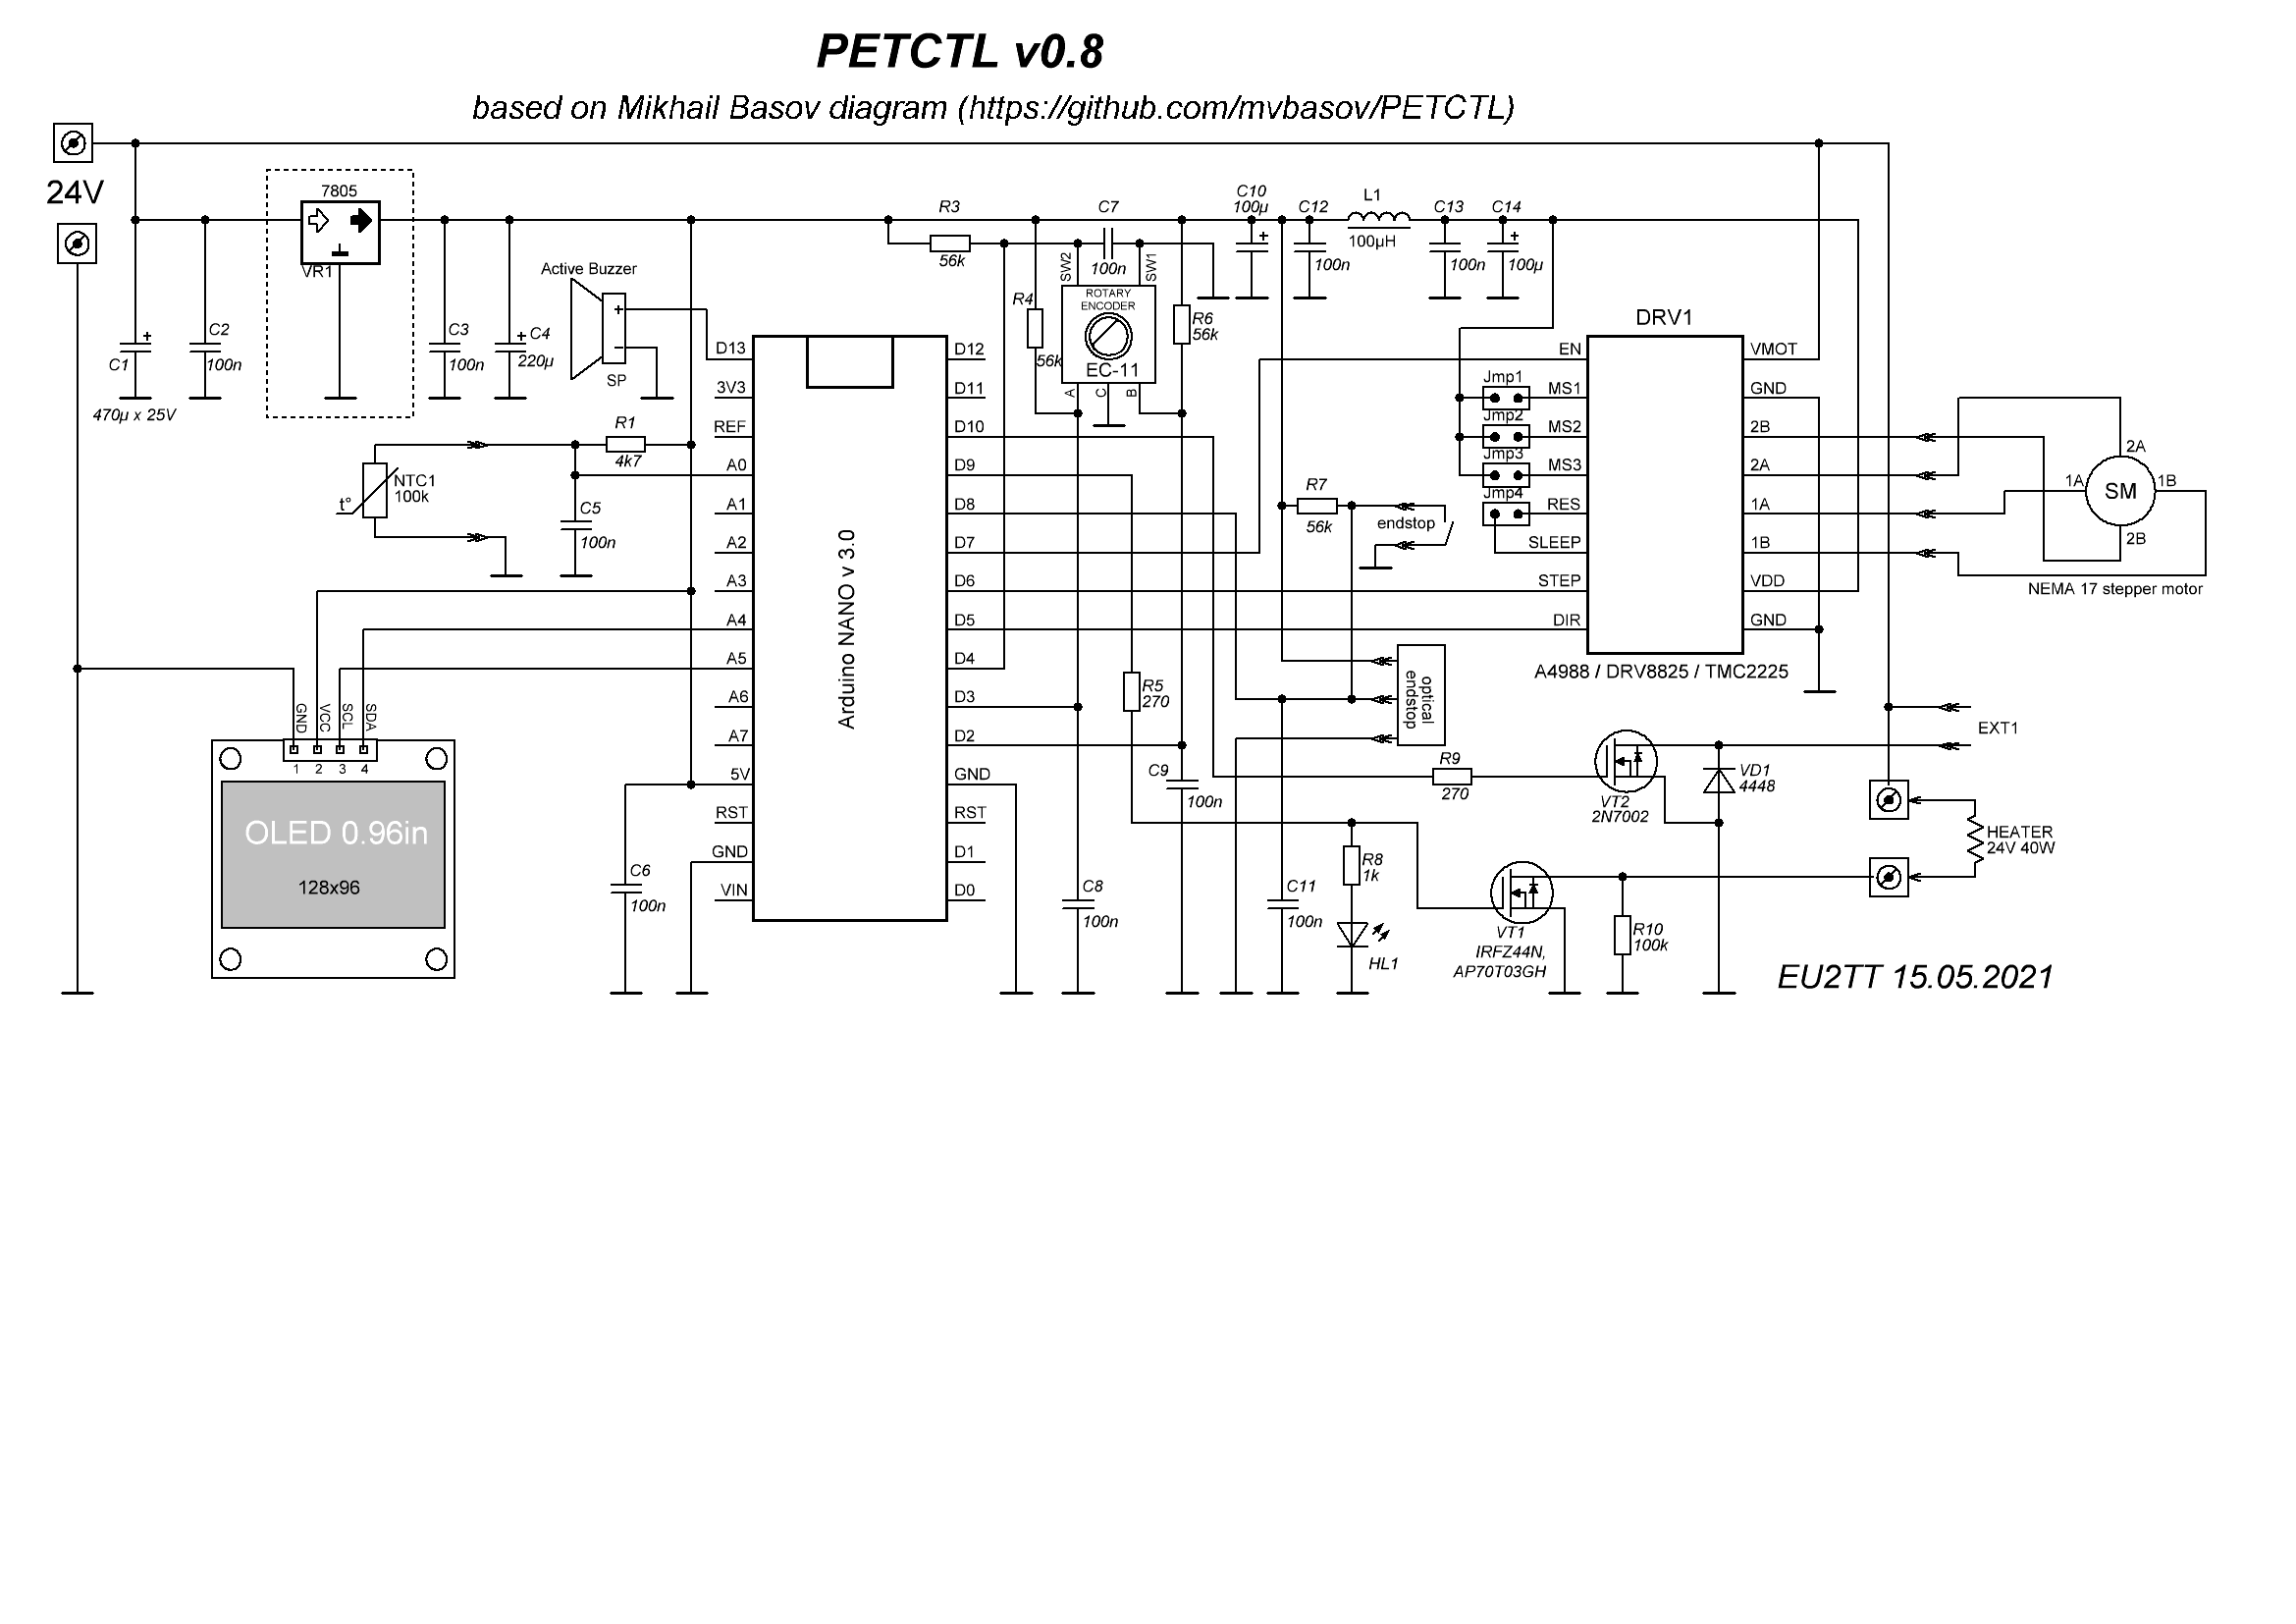 PETCTL v0.8
based on Mikhail Basov diagram (https://github.com/mvbasov/PETCTL)
24V
7805
VR1
C1
470µ x 25V
C2
100n
C3
100n
C4
220µ
Active Buzzer
SP
R1
4k7
NTC1
100k
t°
C5
100n
GND
VCC
SCL
SDA
1 2 3 4
OLED 0.96in
128x96
C6
100n
D13
3V3
REF
A0
A1
A2
A3
A4
A5
A6
A7
5V
RST
GND
VIN
Arduino NANO v 3.0
D12
D11
D10
D9
D8
D7
D6
D5
D4
D3
D2
GND
RST
D1
D0
R3
56k
R4
56k
C7
100n
SW2
SW1
ROTARY
ENCODER
EC-11
A
C
B
R6
56k
C10
100µ
C12
100n
L1
100µH
C13
100n
C14
100µ
R5
270
C8
100n
C9
100n
C11
100n
R7
56k
endstop
optical
endstop
R8
1k
HL1
R9
270
Jmp1
Jmp2
Jmp3
Jmp4
DRV1
EN
MS1
MS2
MS3
RES
SLEEP
STEP
DIR
VMOT
GND
2B
2A
1A
1B
VDD
GND
A4988 / DRV8825 / TMC2225
2A
1A
SM
1B
2B
NEMA 17 stepper motor
EXT1
VT2
2N7002
VD1
4448
VT1
IRFZ44N,
AP70T03GH
R10
100k
HEATER
24V 40W
EU2TT 15.05.2021